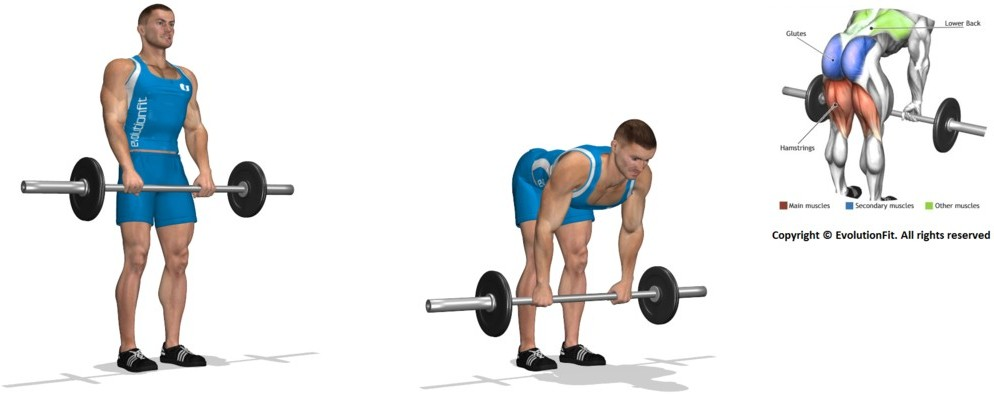 evolutionfit
Lower Back
Glutes
Hamstrings
Main muscles
Secondary muscles
Other muscles
Copyright © EvolutionFit. All rights reserved